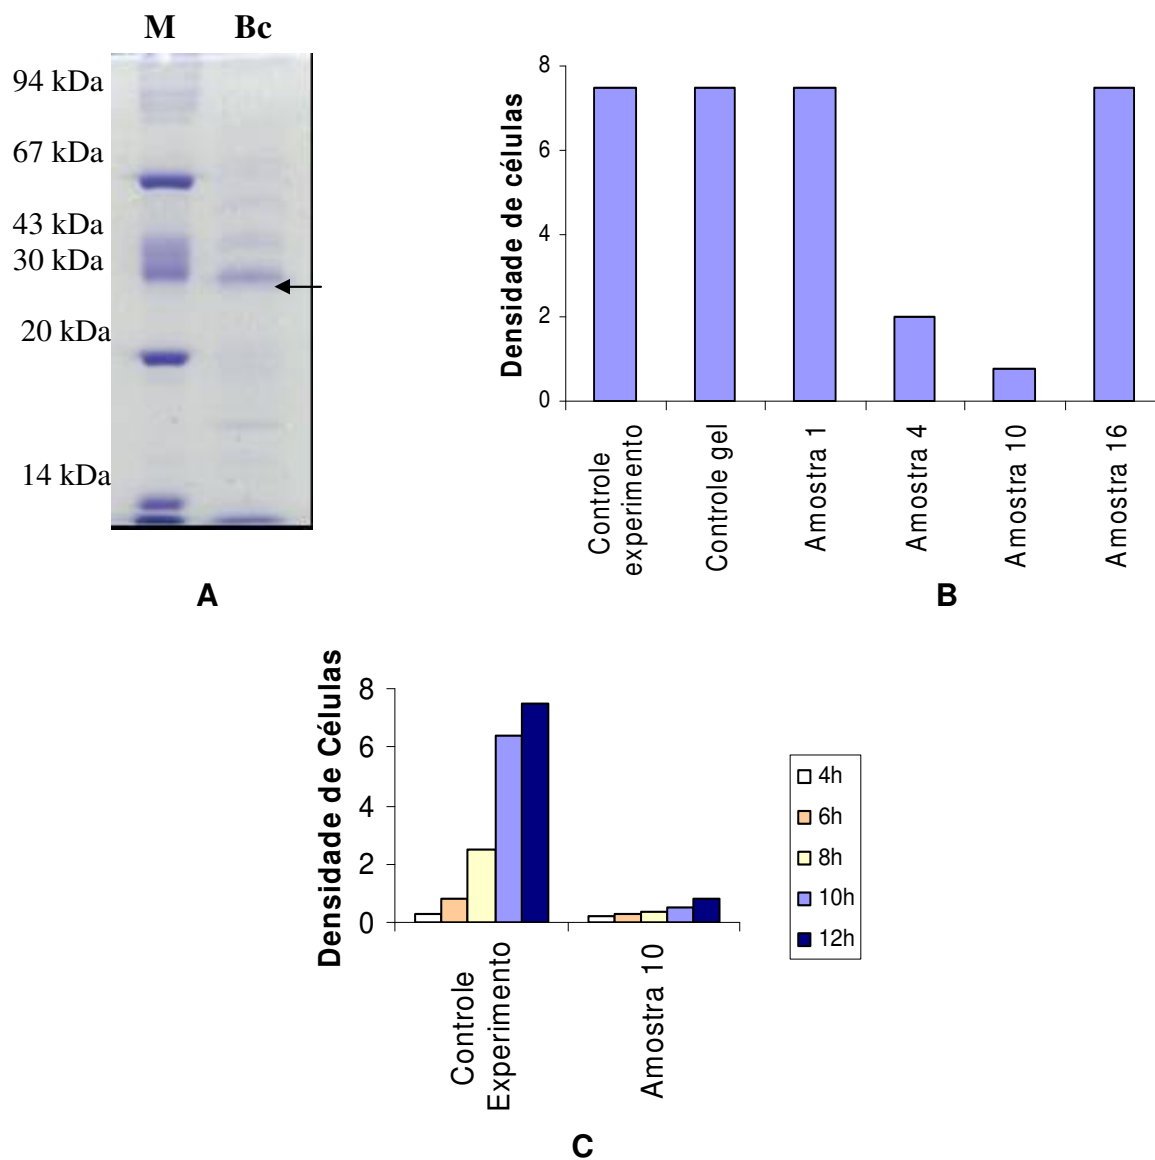 M Bc
94 kDa
67 kDa
43 kDa
30 kDa
20 kDa
14 kDa
A
Densidade de células
8
6
4
2
0
Controle
experimento
Controle gel
Amostra 1
Amostra 4
Amostra 10
Amostra 16
B
Densidade de Células
8
6
4
2
0
Controle
Experimento
Amostra 10
4h
6h
8h
10h
12h
C